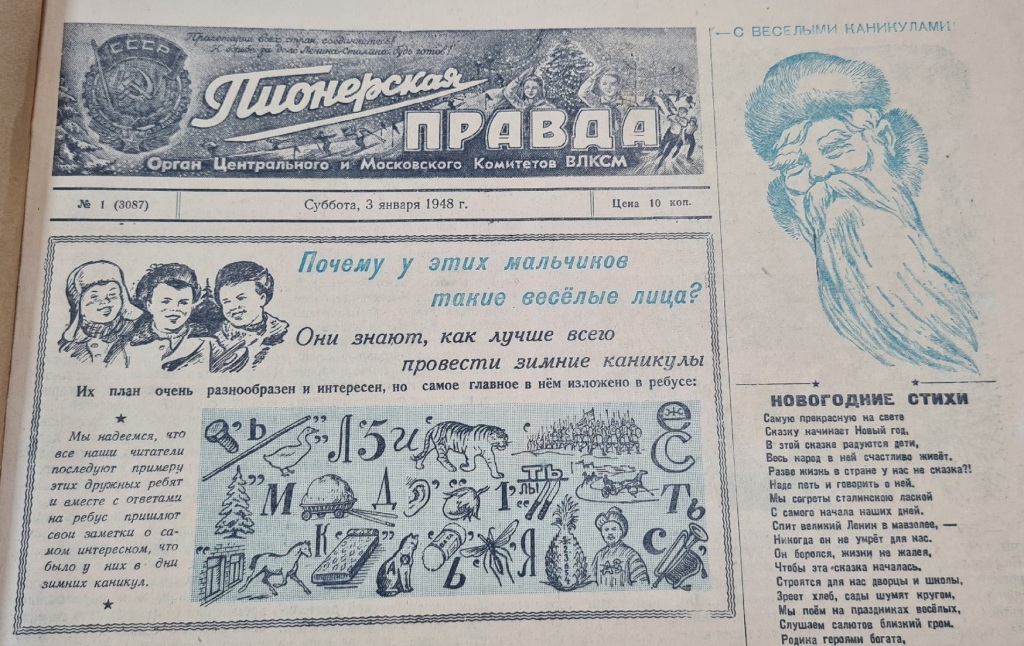 СССР
Пролетарии всех стран, соединяйтесь!
К борьбе за дело Ленина-Сталина будь готов!
Пионерская
ПРАВДА
Орган Центрального и Московского Комитетов ВЛКСМ
№ 1 (3087)
Суббота, 3 января 1948 г.
Цена 10 коп.
Почему у этих мальчиков
такие весёлые лица?
Они знают, как лучше всего
провести зимние каникулы
Их план очень разнообразен и интересен, но самое главное в нём изложено в ребусе:
Мы надеемся, что
все наши читатели
последуют примеру
этих дружных ребят
и вместе с ответами
на ребус пришлют
свои заметки о са-
мом интересном, что
было у них в дни
зимних каникул.
Ь " Л 5 и
Ж
Е
С
М Д 1 ТЬ
ЛЫ
ТЬ
К Ь Я С
— С ВЕСЕЛЫМИ КАНИКУЛАМИ!
НОВОГОДНИЕ СТИХИ
Самую прекрасную на свете
Сказку начинает Новый год,
В этой сказке радуются дети,
Весь народ в ней счастливо живёт.
Разве жизнь в стране у нас не сказка?!
Надо петь и говорить о ней.
Мы согреты сталинскою лаской
С самого начала наших дней.
Спит великий Ленин в мавзолее, —
Никогда он не умрёт для нас.
Он боролся, жизни не жалея,
Чтобы эта сказка началась.
Строятся для нас дворцы и школы,
Зреет хлеб, сады шумят кругом,
Мы поём на праздниках весёлых,
Слушаем салютов близкий гром.
Родина героями богата,